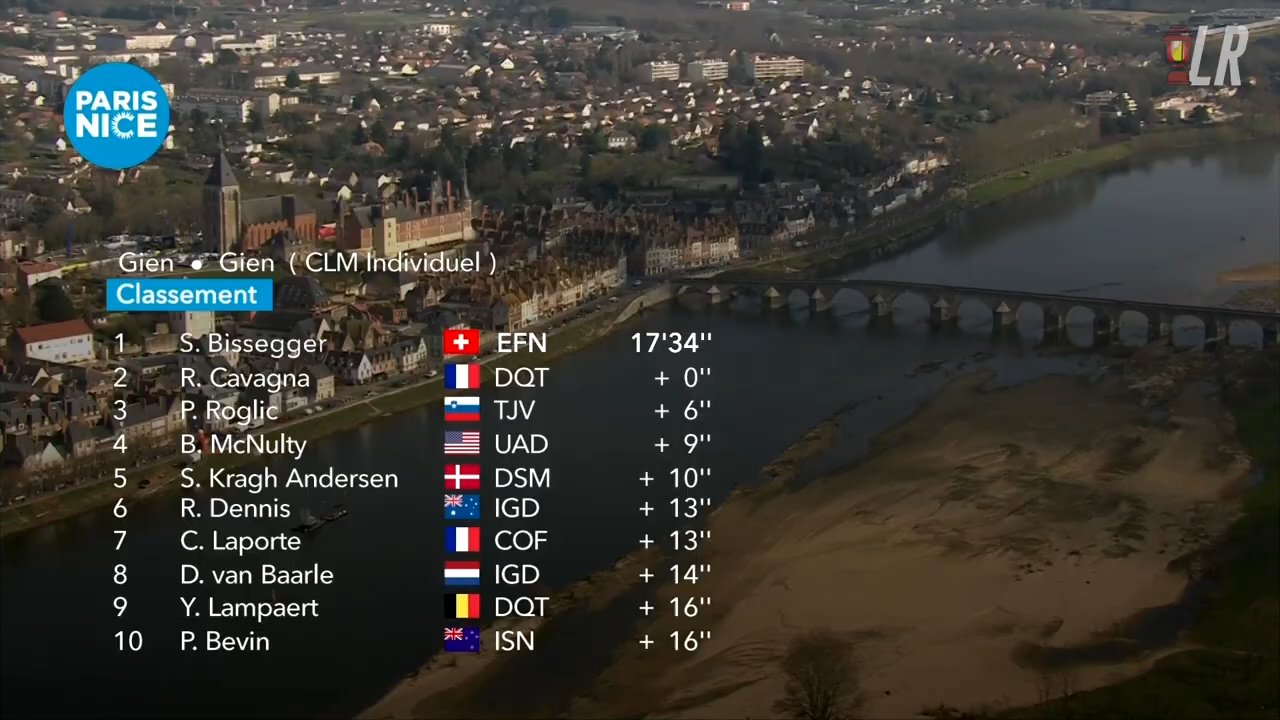 PARIS
NICE
LR
Gien • Gien ( CLM Individuel )
Classement
1 S. Bissegger EFN 17'34''
2 R. Cavagna DQT + 0''
3 P. Roglic TJV + 6''
4 B. McNulty UAD + 9''
5 S. Kragh Andersen DSM + 10''
6 R. Dennis IGD + 13''
7 C. Laporte COF + 13''
8 D. van Baarle IGD + 14''
9 Y. Lampaert DQT + 16''
10 P. Bevin ISN + 16''